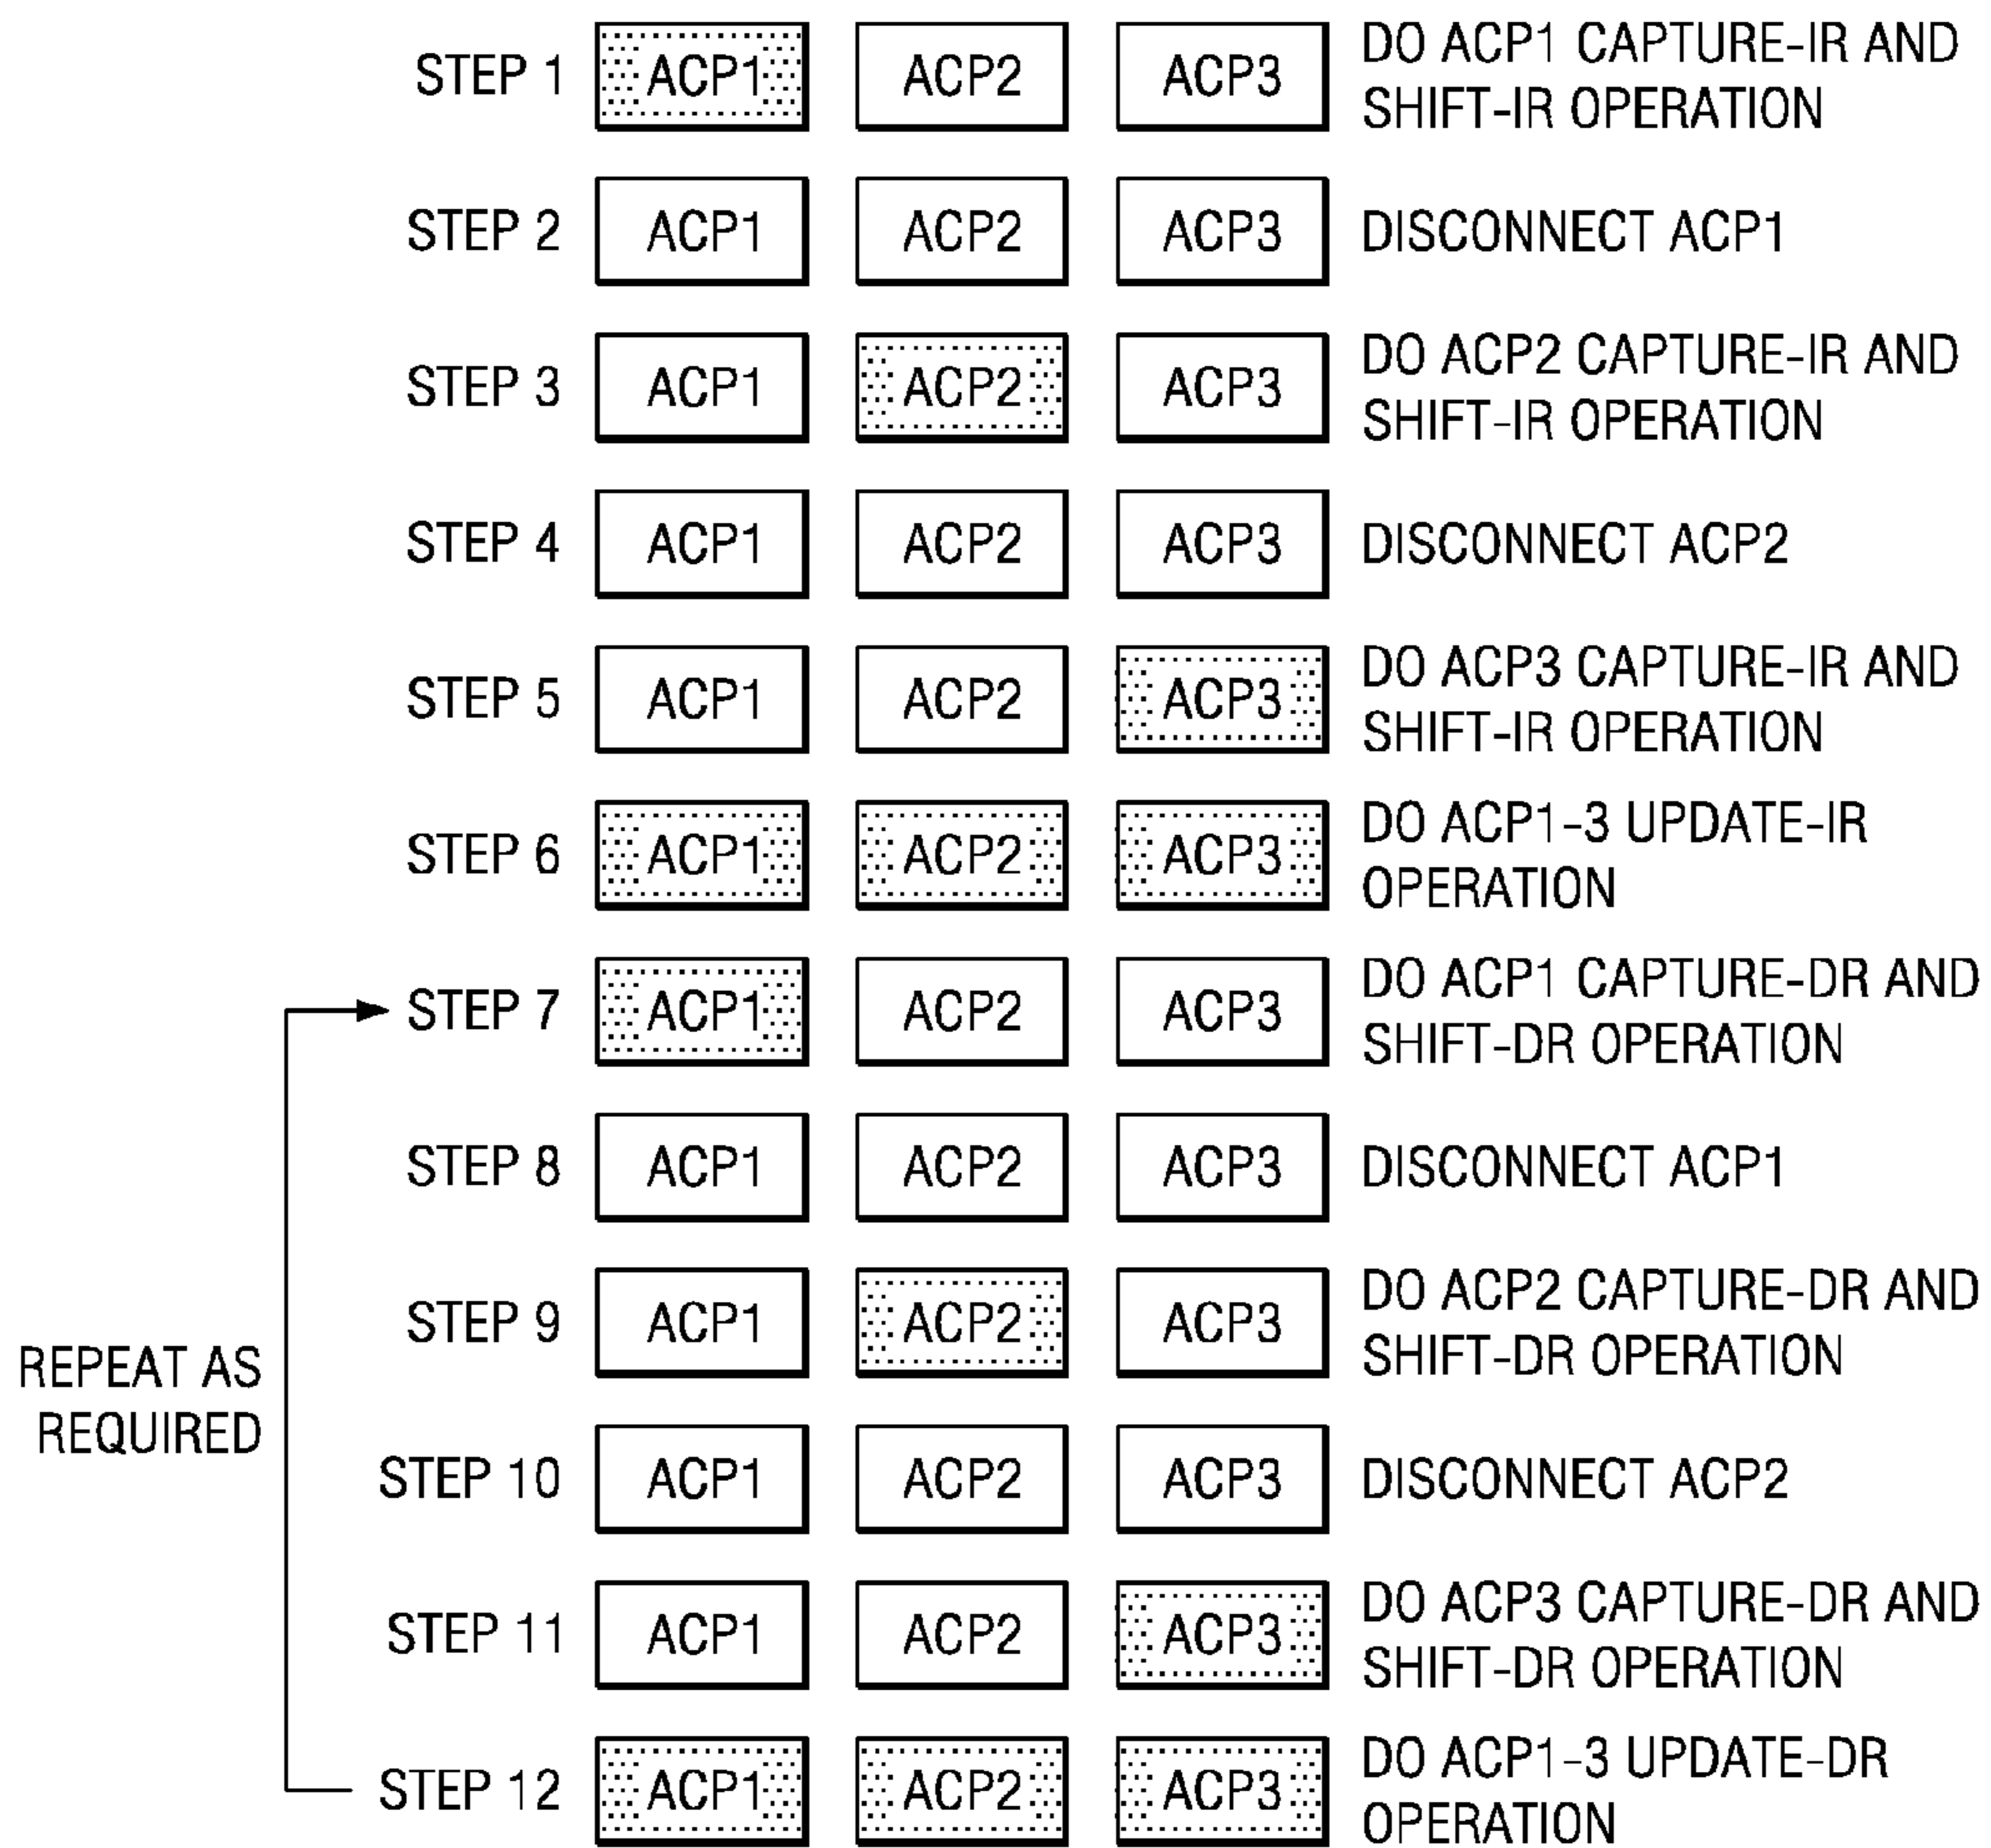 STEP 1 ACP1 ACP2 ACP3 DO ACP1 CAPTURE-IR AND
SHIFT-IR OPERATION
STEP 2 ACP1 ACP2 ACP3 DISCONNECT ACP1
STEP 3 ACP1 ACP2 ACP3 DO ACP2 CAPTURE-IR AND
SHIFT-IR OPERATION
STEP 4 ACP1 ACP2 ACP3 DISCONNECT ACP2
STEP 5 ACP1 ACP2 ACP3 DO ACP3 CAPTURE-IR AND
SHIFT-IR OPERATION
STEP 6 ACP1 ACP2 ACP3 DO ACP1-3 UPDATE-IR
OPERATION
STEP 7 ACP1 ACP2 ACP3 DO ACP1 CAPTURE-DR AND
SHIFT-DR OPERATION
STEP 8 ACP1 ACP2 ACP3 DISCONNECT ACP1
STEP 9 ACP1 ACP2 ACP3 DO ACP2 CAPTURE-DR AND
SHIFT-DR OPERATION
REPEAT AS
REQUIRED
STEP 10 ACP1 ACP2 ACP3 DISCONNECT ACP2
STEP 11 ACP1 ACP2 ACP3 DO ACP3 CAPTURE-DR AND
SHIFT-DR OPERATION
STEP 12 ACP1 ACP2 ACP3 DO ACP1-3 UPDATE-DR
OPERATION